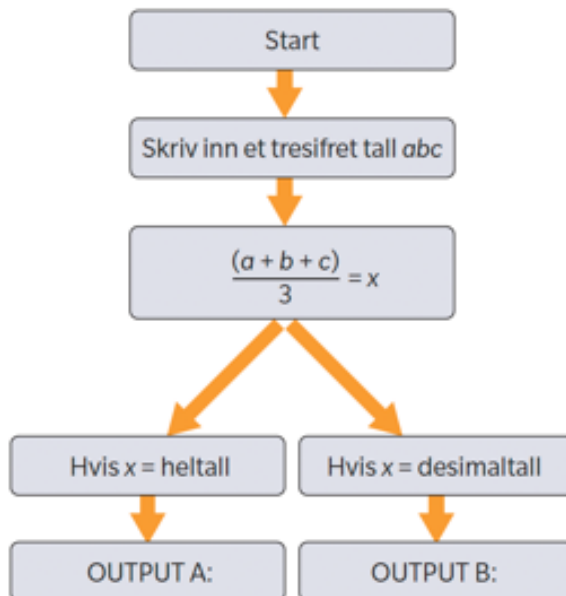 Start
Skriv inn et tresifret tall abc
(a + b + c)
3
= x
Hvis x = heltall
Hvis x = desimaltall
OUTPUT A:
OUTPUT B: